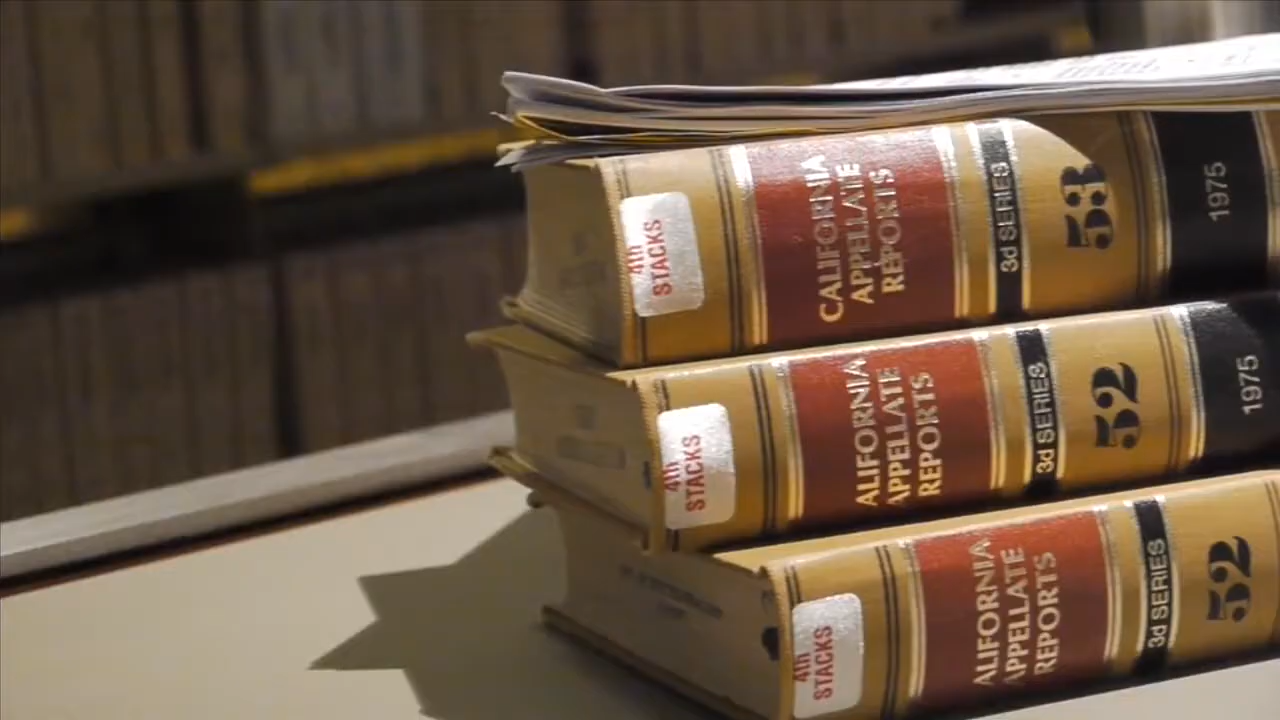 4th
STACKS
CALIFORNIA
APPELLATE
REPORTS
3d SERIES
53
1975
4th
STACKS
ALIFORNIA
APPELLATE
REPORTS
3d SERIES
52
1975
4th
STACKS
ALIFORNIA
APPELLATE
REPORTS
3d SERIES
52